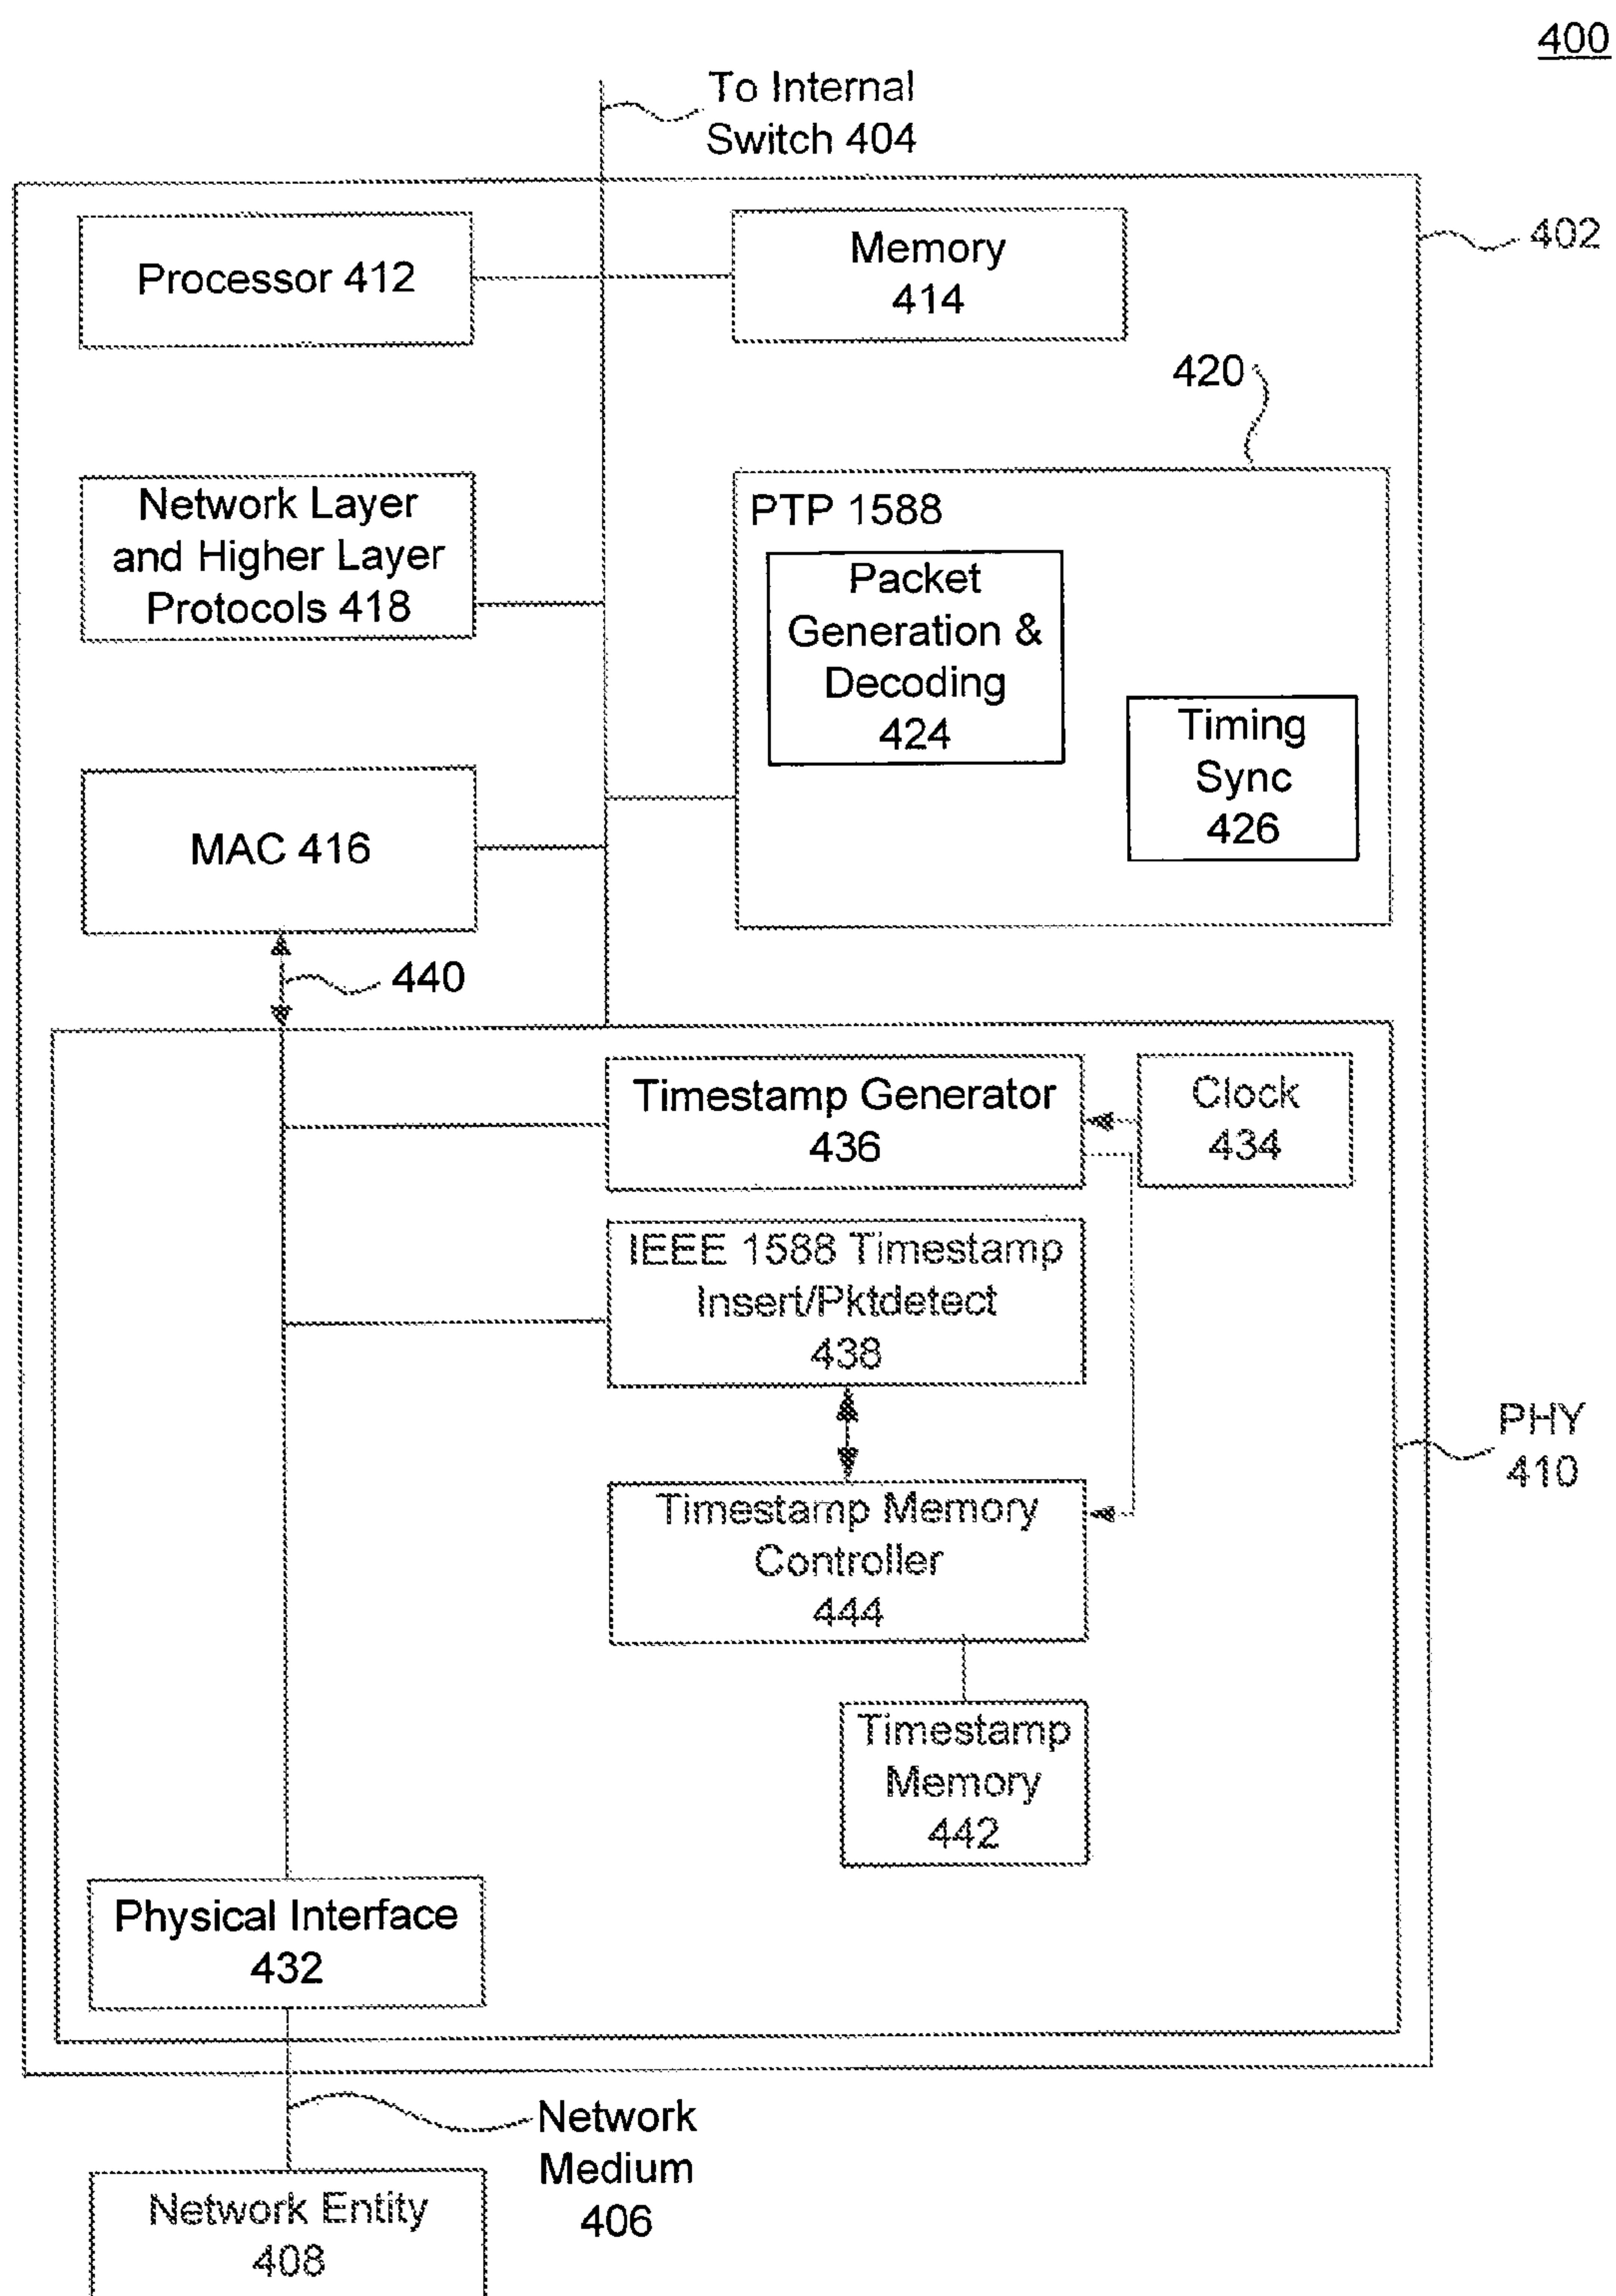 400
To Internal
Switch 404
402
Processor 412
Memory
414
420
Network Layer
and Higher Layer
Protocols 418
PTP 1588
Packet
Generation &
Decoding
424
Timing
Sync
426
MAC 416
440
Timestamp Generator
436
Clock
434
IEEE 1588 Timestamp
Insert/Pktdetect
438
PHY
410
Timestamp Memory
Controller
444
Timestamp
Memory
442
Physical Interface
432
Network
Medium
406
Network Entity
408